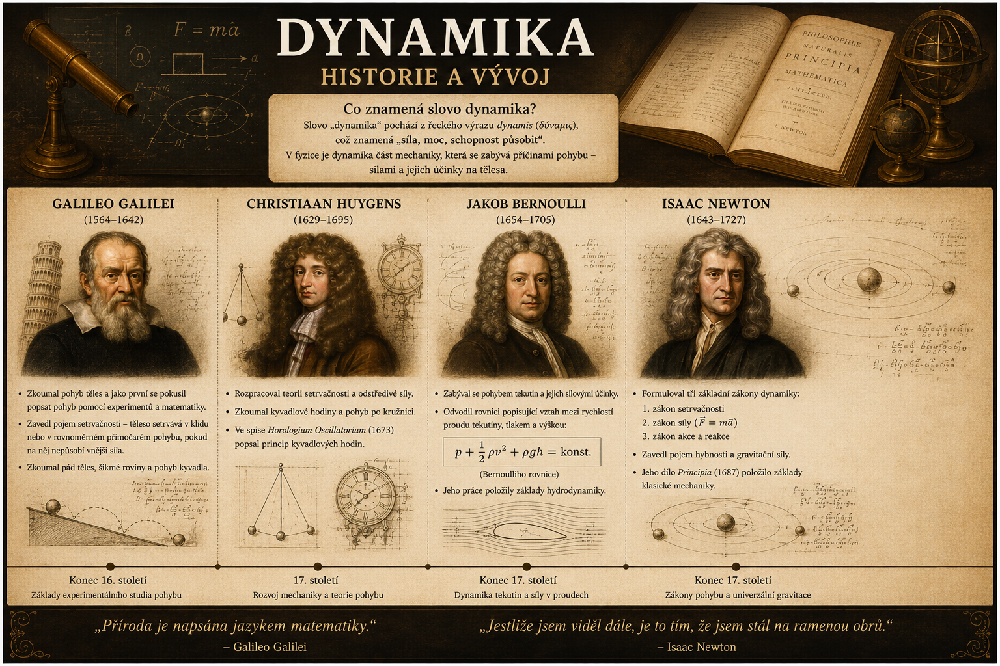 F = mâ
R
D
a
DYNAMIKA
HISTORIE A VÝVOJ
PHILOSOPHLE
NATURALIS
PRINCIPIA
MATHEMATICA
I. NEWTON
Co znamená slovo dynamika?
Slovo „dynamika“ pochází z řeckého výrazu dynamis (δύναμις),
což znamená „síla, moc, schopnost působit“.
V fyzice je dynamika část mechaniky, která se zabývá příčinami pohybu –
silami a jejich účinky na tělesa.
GALILEO GALILEI
(1564–1642)
• Zkoumal pohyb těles a jako první se pokusil
popsat pohyb pomocí experimentů a matematiky.
• Zavedl pojem setrvačnosti – těleso setrvává v klidu
nebo v rovnoměrném přímočarém pohybu, pokud
na něj nepůsobí vnější síla.
• Zkoumal pád těles, šikmé roviny a pohyb kyvadla.
Konec 16. století
Základy experimentálního studia pohybu
CHRISTIAAN HUYGENS
(1629–1695)
• Rozpracoval teorii setrvačnosti a odstředivé síly.
• Zkoumal kyvadlové hodiny a pohyb po kružnici.
• Ve spise Horologium Oscillatorium (1673)
popsal princip kyvadlových hodin.
17. století
Rozvoj mechaniky a teorie pohybu
JAKOB BERNOULLI
(1654–1705)
• Zabýval se pohybem tekutin a jejich silovými účinky.
• Odvodil rovnici popisující vztah mezi rychlostí
proudu tekutiny, tlakem a výškou:
p + 1/2 ρv² + ρgh = konst.
(Bernoulliho rovnice)
• Jeho práce položily základy hydrodynamiky.
Konec 17. století
Dynamika tekutin a síly v proudech
ISAAC NEWTON
(1643–1727)
• Formuloval tři základní zákony dynamiky:
1. zákon setrvačnosti
2. zákon síly (F⃗ = ma⃗)
3. zákon akce a reakce
• Zavedl pojem hybnosti a gravitační síly.
• Jeho dílo Principia (1687) položilo základy
klasické mechaniky.
Konec 17. století
Zákony pohybu a univerzální gravitace
„Příroda je napsána jazykem matematiky.“
– Galileo Galilei
„Jestliže jsem viděl dále, je to tím, že jsem stál na ramenou obrů.“
– Isaac Newton